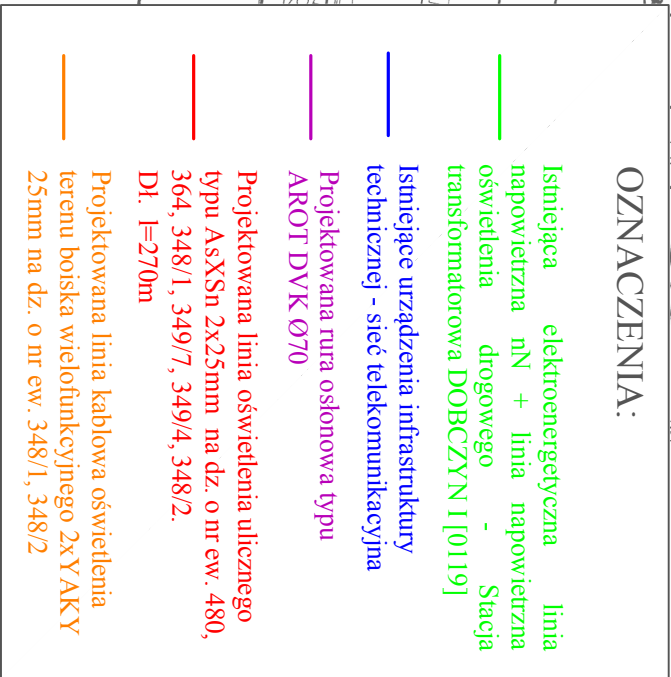 OZNACZENIA:
Istniejąca elektroenergetyczna linia
napowietrzna nN + linia napowietrzna
oświetlenia drogowego - Stacja
transformatorowa DOBCZYN I [0119]
Istniejące urządzenia infrastruktury
technicznej - sieć telekomunikacyjna
Projektowana rura osłonowa typu
AROT DVK Ø70
Projektowana linia oświetlenia ulicznego
typu AsXSn 2x25mm na dz. o nr ew. 480,
364, 348/1, 349/7, 349/4, 348/2.
Dł. l=270m
Projektowana linia kablowa oświetlenia
terenu boiska wielofunkcyjnego 2xYAKY
25mm na dz. o nr ew. 348/1, 348/2